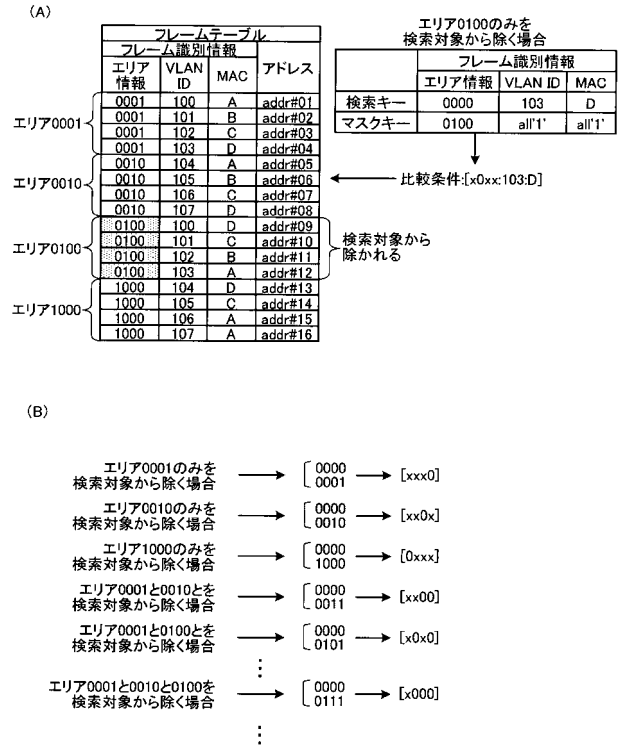 (A)
フレームテーブル
フレーム識別情報
エリア情報 VLAN ID MAC アドレス
エリア0001
0001 100 A addr#01
0001 101 B addr#02
0001 102 C addr#03
0001 103 D addr#04
エリア0010
0010 104 A addr#05
0010 105 B addr#06
0010 106 C addr#07
0010 107 D addr#08
エリア0100
0100 100 D addr#09
0100 101 C addr#10
0100 102 B addr#11
0100 103 A addr#12
エリア1000
1000 104 D addr#13
1000 105 C addr#14
1000 106 A addr#15
1000 107 A addr#16
エリア0100のみを
検索対象から除く場合
フレーム識別情報
エリア情報 VLAN ID MAC
検索キー 0000 103 D
マスクキー 0100 all'1' all'1'
比較条件:[x0xx:103:D]
検索対象から
除かれる
(B)
エリア0001のみを
検索対象から除く場合
0000
0001
[xxx0]
エリア0010のみを
検索対象から除く場合
0000
0010
[xx0x]
エリア1000のみを
検索対象から除く場合
0000
1000
[0xxx]
エリア0001と0010とを
検索対象から除く場合
0000
0011
[xx00]
エリア0001と0100とを
検索対象から除く場合
0000
0101
[x0x0]
⋮
エリア0001と0010と0100を
検索対象から除く場合
0000
0111
[x000]
⋮